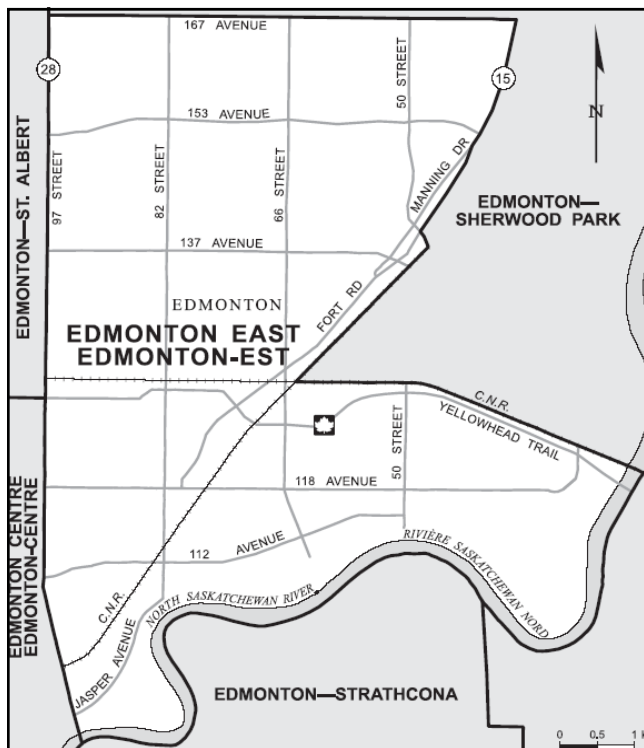 167 AVENUE
28
50 STREET
15
N
153 AVENUE
EDMONTON—ST. ALBERT
97 STREET
82 STREET
66 STREET
MANNING DR
EDMONTON—
SHERWOOD PARK
137 AVENUE
EDMONTON
FORT RD
EDMONTON EAST
EDMONTON-EST
C.N.R.
YELLOWHEAD TRAIL
50 STREET
118 AVENUE
EDMONTON CENTRE
EDMONTON-CENTRE
112 AVENUE
RIVIÈRE SASKATCHEWAN NORD
NORTH SASKATCHEWAN RIVER
C.N.R.
JASPER AVENUE
EDMONTON—STRATHCONA
0 0.5 1